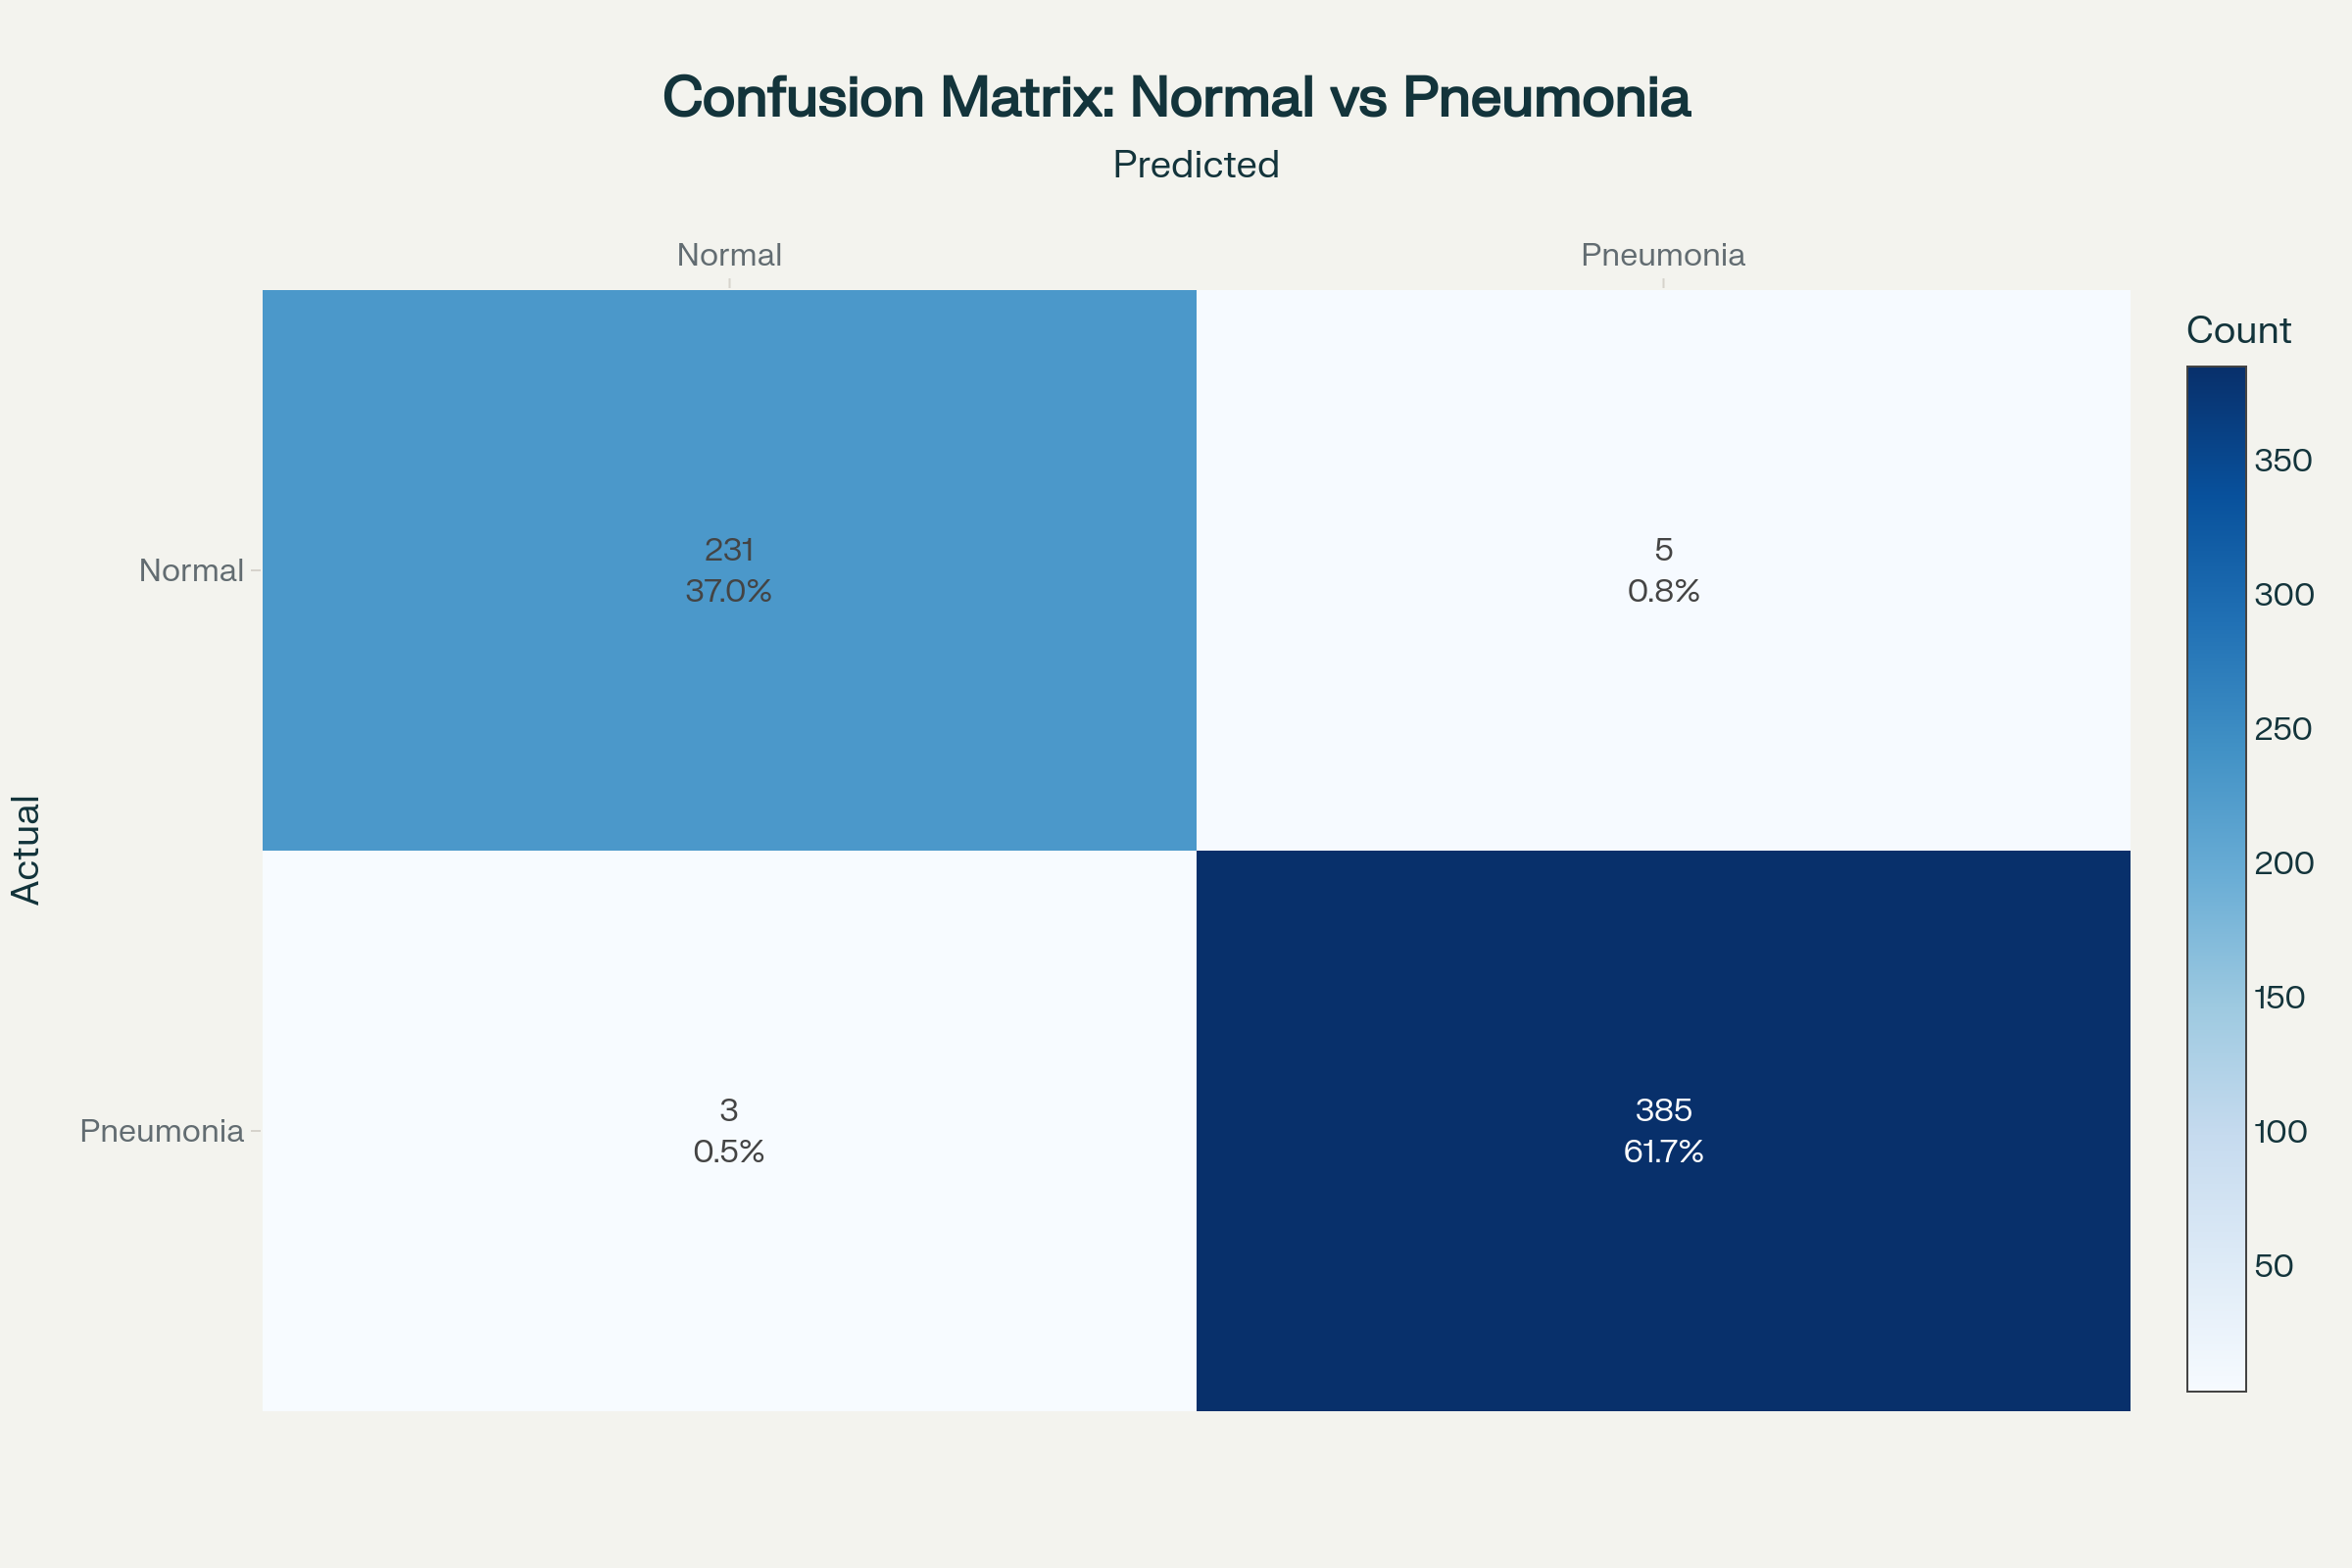 Confusion Matrix: Normal vs Pneumonia
Predicted
Normal
Pneumonia
Count
350
300
250
200
150
100
50
Actual
Normal
231
37.0%
5
0.8%
Pneumonia
3
0.5%
385
61.7%